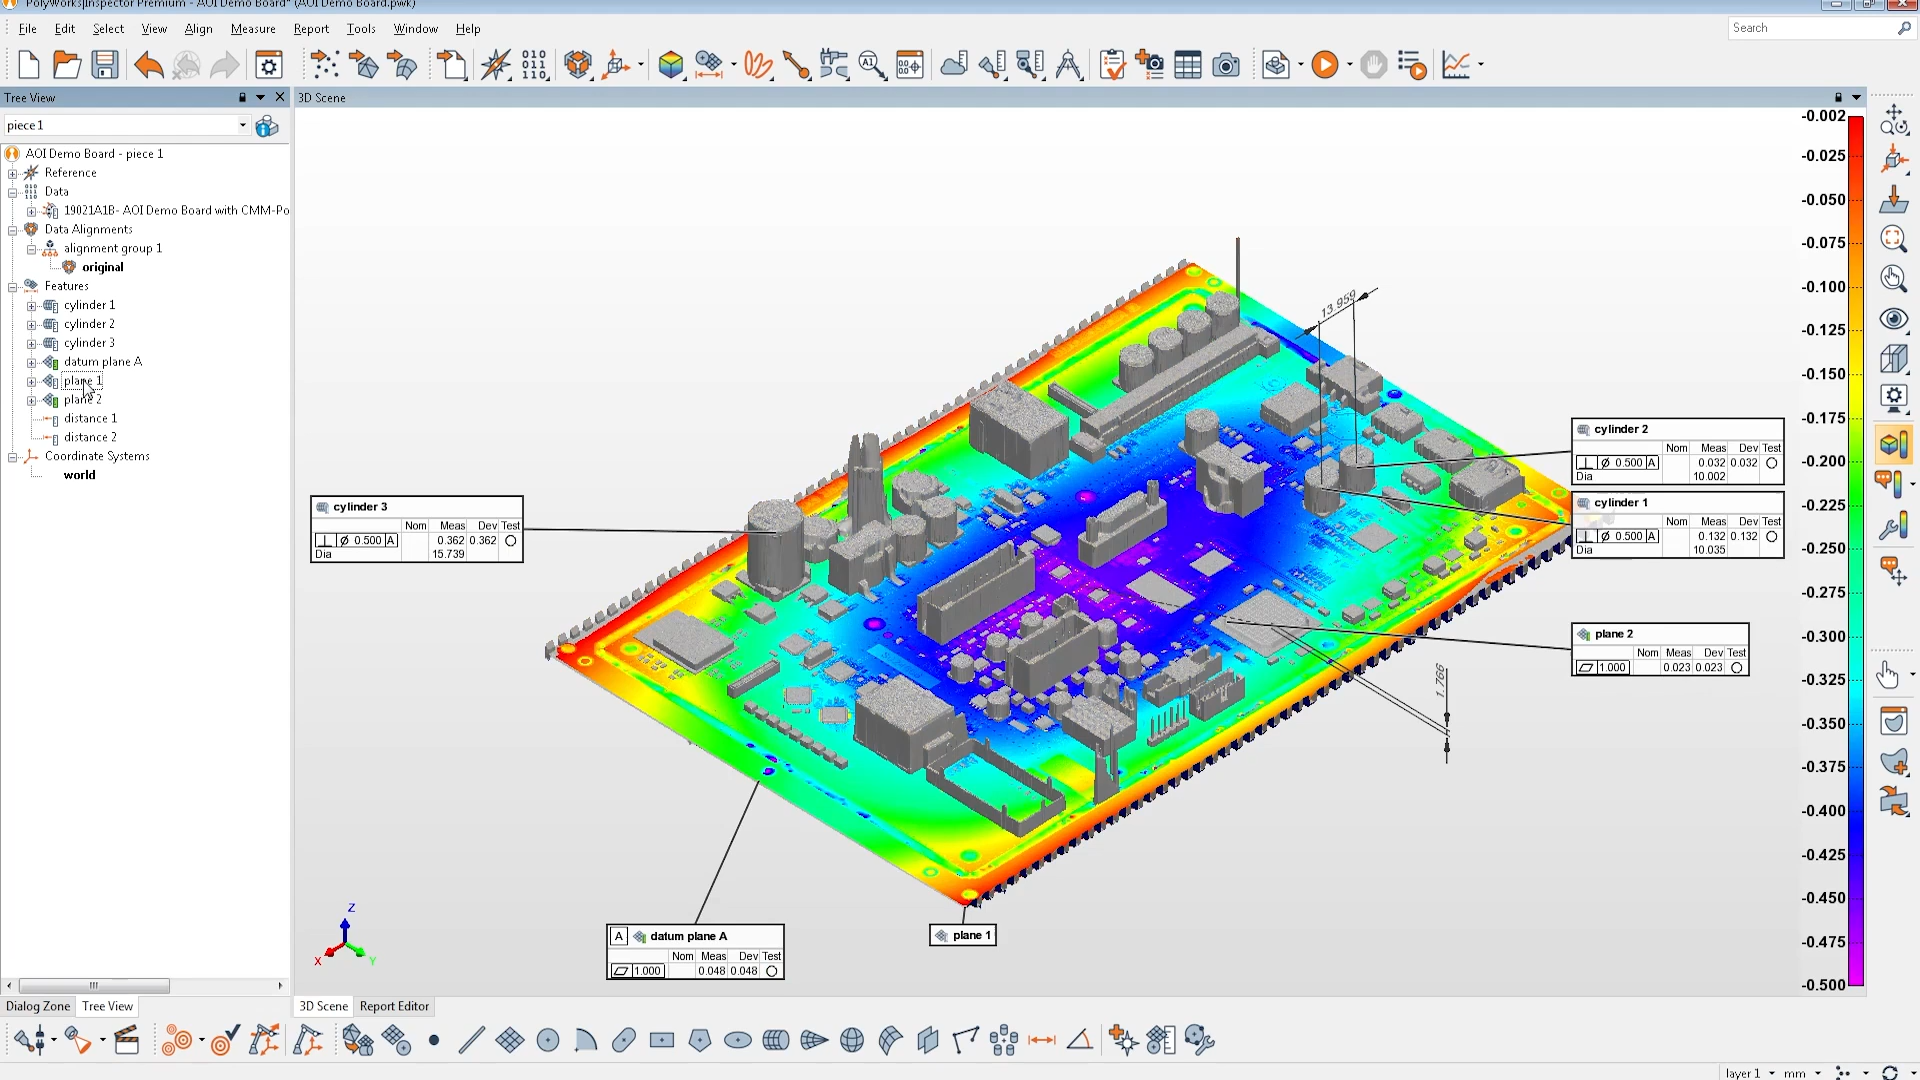 PolyWorks|Inspector Premium - AOI Demo Board* (AOI Demo Board.pwk)
File Edit Select View Align Measure Report Tools Window Help
Search
Tree View
3D Scene
piece 1
AOI Demo Board - piece 1
Reference
Data
19021A1B- AOI Demo Board with CMM-Po
Data Alignments
alignment group 1
original
Features
cylinder 1
cylinder 2
cylinder 3
datum plane A
plane 1
plane 2
distance 1
distance 2
Coordinate Systems
world
Dialog Zone
Tree View
3D Scene
Report Editor
13.959
1.766
cylinder 3
Nom Meas Dev Test
⟂ Ø 0.500 A 0.362 0.362
Dia 15.739
cylinder 2
Nom Meas Dev Test
⟂ Ø 0.500 A 0.032 0.032
Dia 10.002
cylinder 1
Nom Meas Dev Test
⟂ Ø 0.500 A 0.132 0.132
Dia 10.035
plane 2
Nom Meas Dev Test
1.000 0.023 0.023
A datum plane A
Nom Meas Dev Test
1.000 0.048 0.048
plane 1
Z
X
Y
-0.002
-0.025
-0.050
-0.075
-0.100
-0.125
-0.150
-0.175
-0.200
-0.225
-0.250
-0.275
-0.300
-0.325
-0.350
-0.375
-0.400
-0.425
-0.450
-0.475
-0.500
layer 1
mm